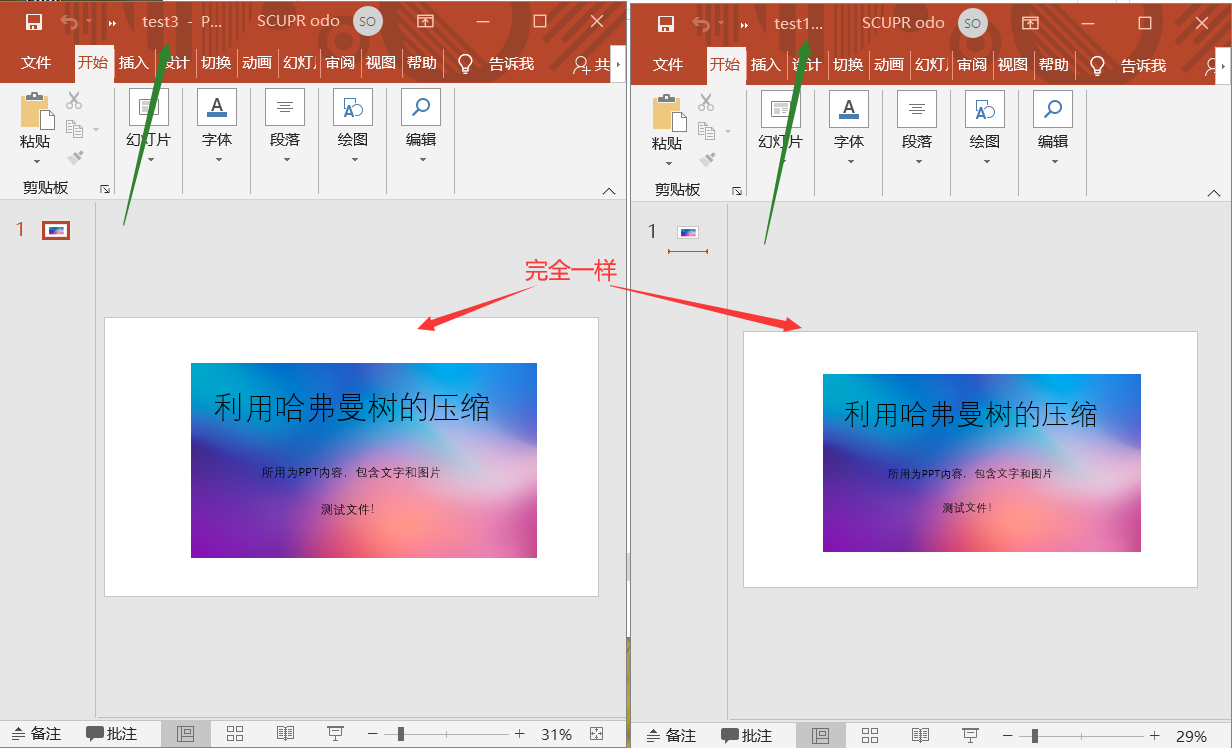 test3 - P... SCUPR odo SO
文件 开始 插入 设计 切换 动画 幻灯 审阅 视图 帮助 告诉我 共
粘贴 幻灯片 字体 段落 绘图 编辑
剪贴板
1
利用哈弗曼树的压缩
所用为PPT内容，包含文字和图片
测试文件!
备注 批注 31%
完全一样
test1... SCUPR odo SO
文件 开始 插入 设计 切换 动画 幻灯 审阅 视图 帮助 告诉我
粘贴 幻灯片 字体 段落 绘图 编辑
剪贴板
1
利用哈弗曼树的压缩
所用为PPT内容，包含文字和图片
测试文件!
备注 批注 29%